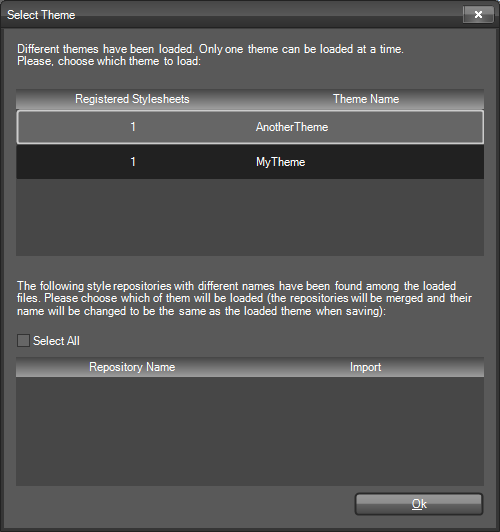 Select Theme
Different themes have been loaded. Only one theme can be loaded at a time.
Please, choose which theme to load:
Registered Stylesheets Theme Name
1 AnotherTheme
1 MyTheme
The following style repositories with different names have been found among the loaded
files. Please choose which of them will be loaded (the repositories will be merged and their
name will be changed to be the same as the loaded theme when saving):
Select All
Repository Name Import
Ok